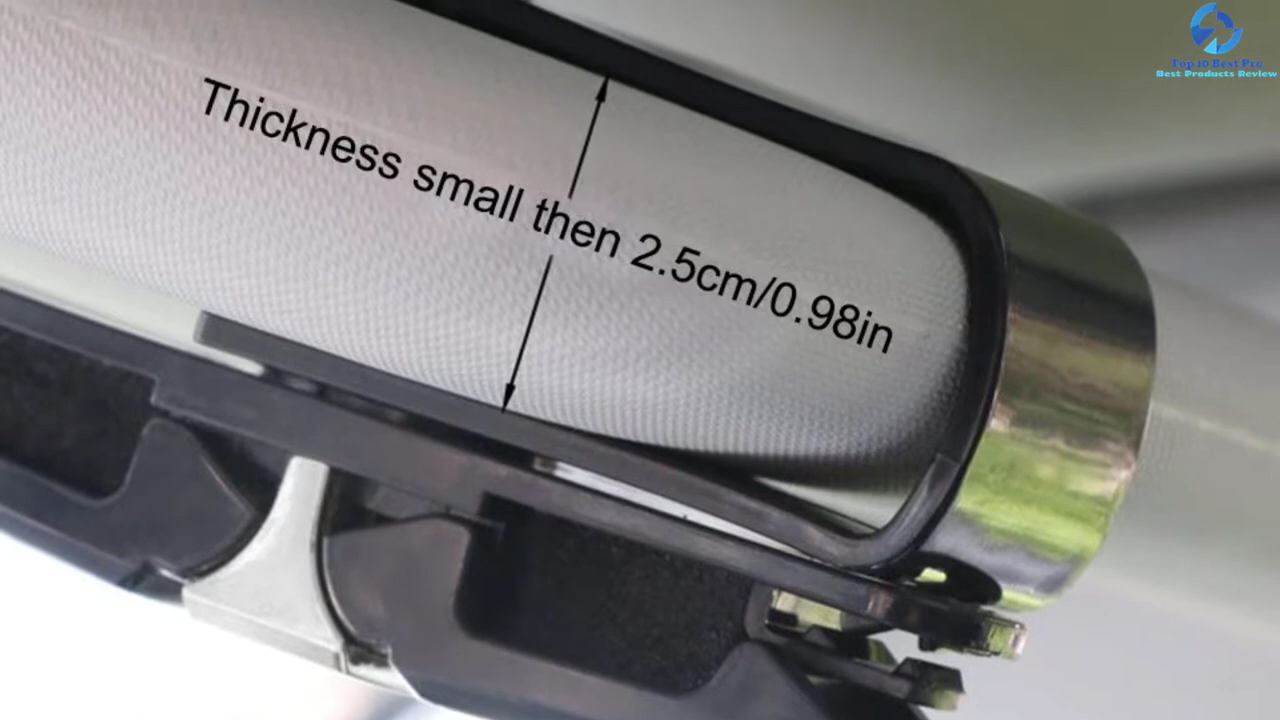 Top 10 Best Pro
Best Products Review
Thickness small then 2.5cm/0.98in